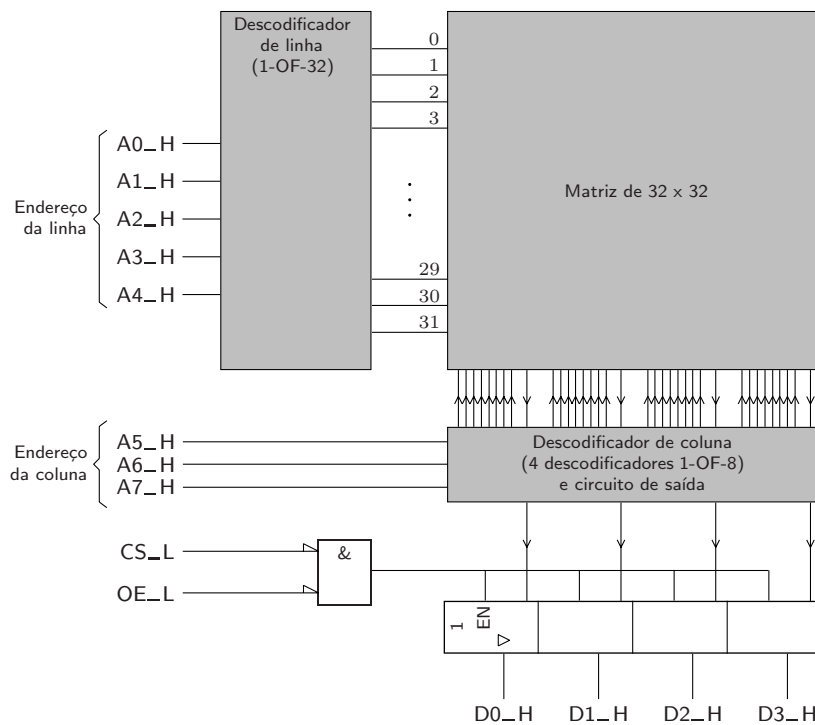 Descodificador
de linha
(1-OF-32)
0
1
2
3
29
30
31
Matriz de 32 x 32
Endereço
da linha
A0_H
A1_H
A2_H
A3_H
A4_H
Endereço
da coluna
A5_H
A6_H
A7_H
Descodificador de coluna
(4 descodificadores 1-OF-8)
e circuito de saída
CS_L
OE_L
&
1
EN
D0_H D1_H D2_H D3_H